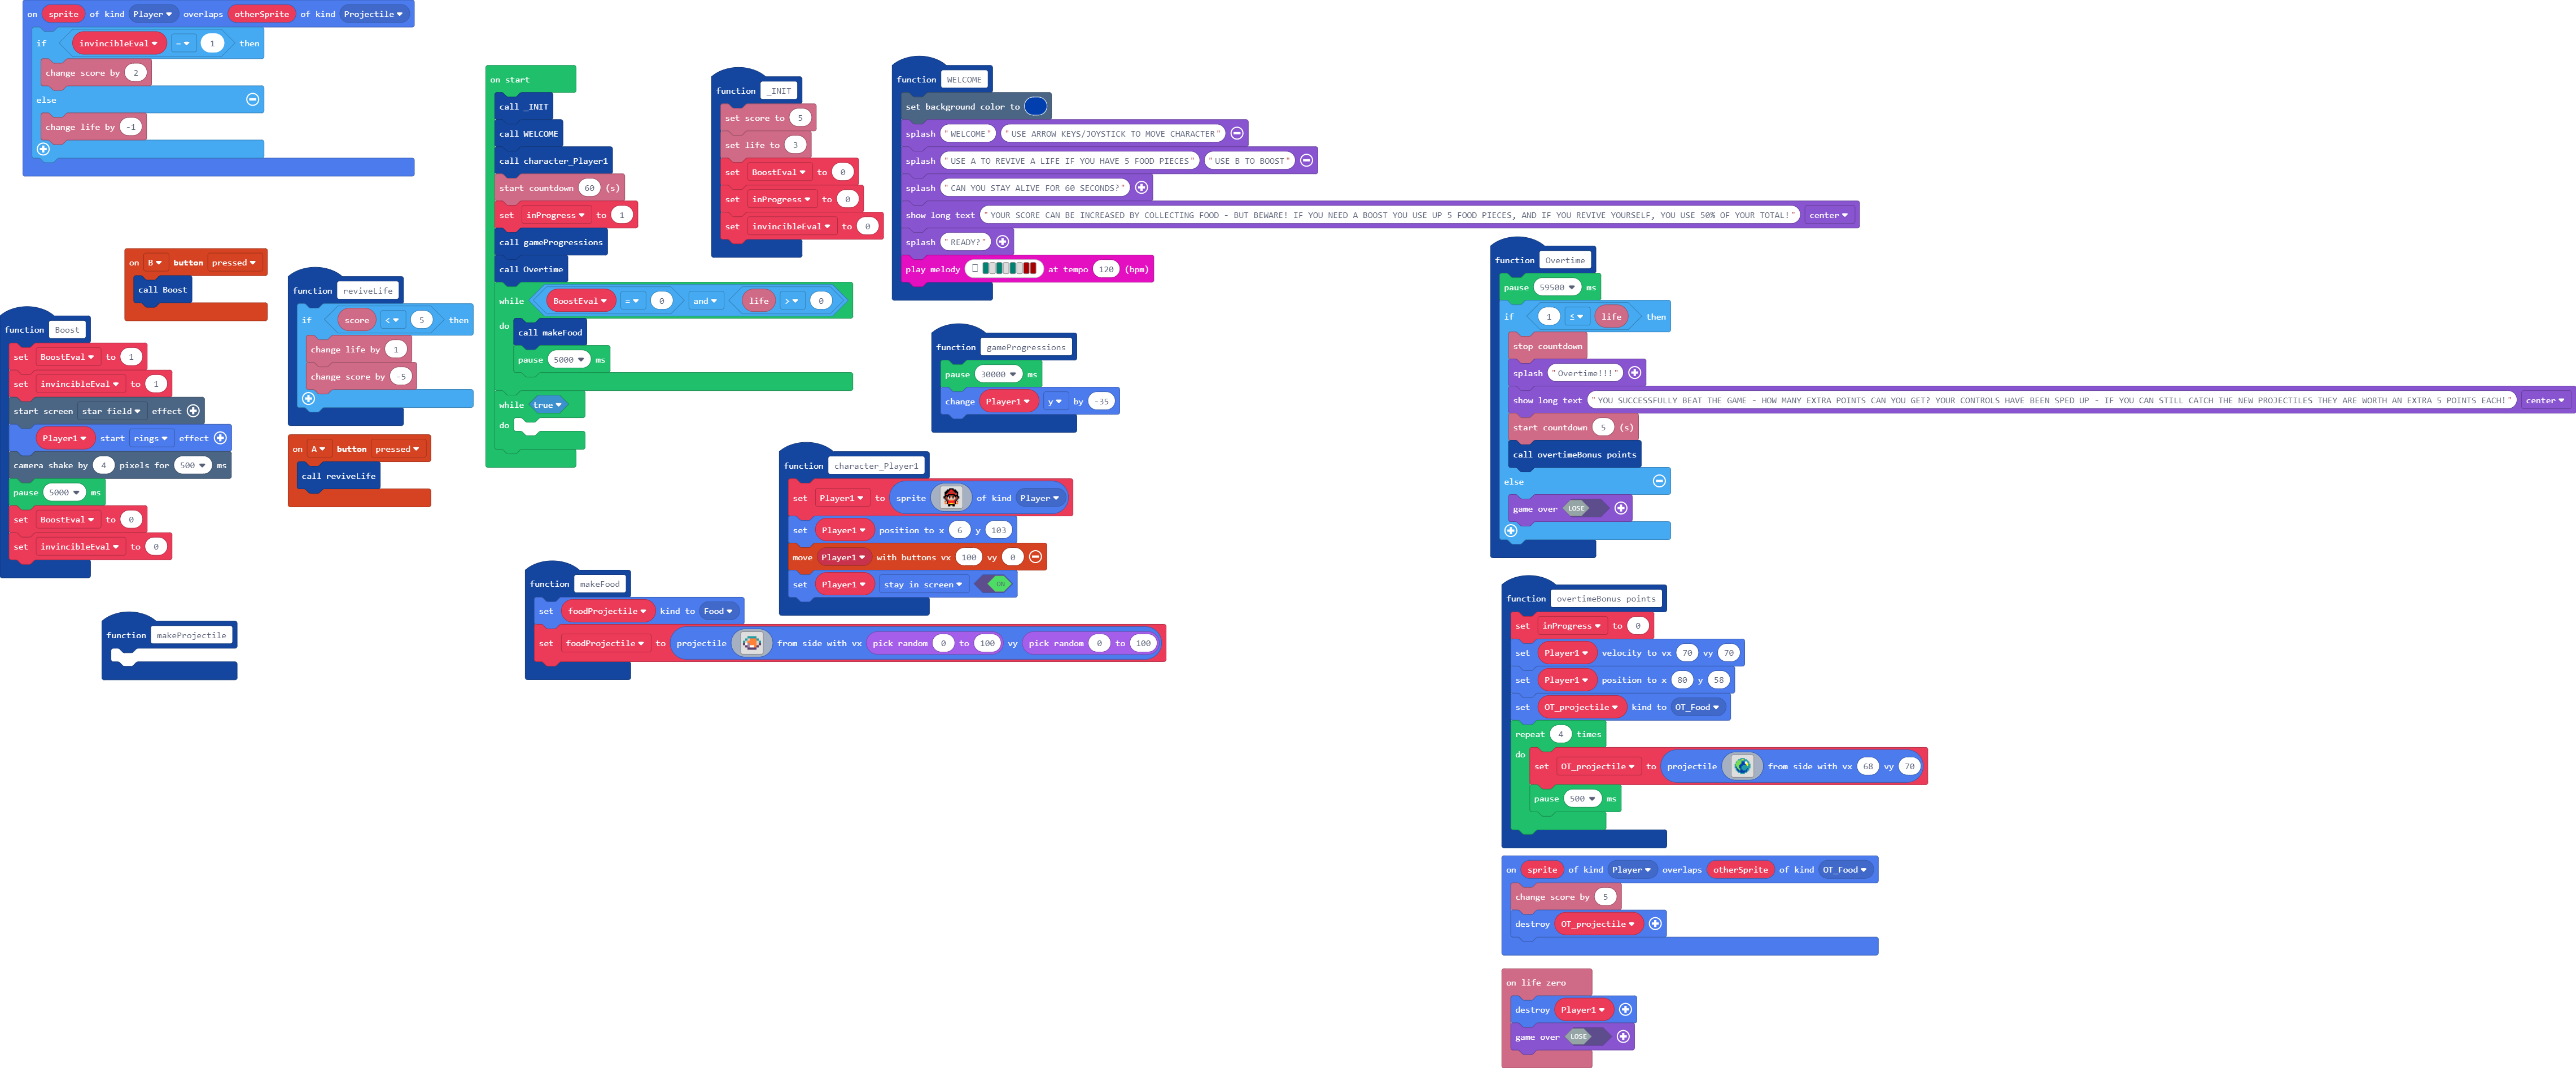 on sprite of kind Player overlaps otherSprite of kind Projectile
if invincibleEval = 1 then
change score by 2
else
change life by -1
on B button pressed
call Boost
function Boost
set BoostEval to 1
set invincibleEval to 1
start screen star field effect
Player1 start rings effect
camera shake by 4 pixels for 500 ms
pause 5000 ms
set BoostEval to 0
set invincibleEval to 0
function makeProjectile
function reviveLife
if score < 5 then
change life by 1
change score by -5
on A button pressed
call reviveLife
on start
call _INIT
call WELCOME
call character_Player1
start countdown 60 (s)
set inProgress to 1
call gameProgressions
call Overtime
while BoostEval = 0 and life > 0
do call makeFood
pause 5000 ms
while true
do
function _INIT
set score to 5
set life to 3
set BoostEval to 0
set inProgress to 0
set invincibleEval to 0
function WELCOME
set background color to
splash "WELCOME" "USE ARROW KEYS/JOYSTICK TO MOVE CHARACTER"
splash "USE A TO REVIVE A LIFE IF YOU HAVE 5 FOOD PIECES" "USE B TO BOOST"
splash "CAN YOU STAY ALIVE FOR 60 SECONDS?"
show long text "YOUR SCORE CAN BE INCREASED BY COLLECTING FOOD - BUT BEWARE! IF YOU NEED A BOOST YOU USE UP 5 FOOD PIECES, AND IF YOU REVIVE YOURSELF, YOU USE 50% OF YOUR TOTAL!" center
splash "READY?"
play melody at tempo 120 (bpm)
function gameProgressions
pause 30000 ms
change Player1 y by -35
function character_Player1
set Player1 to sprite of kind Player
set Player1 position to x 6 y 103
move Player1 with buttons vx 100 vy 0
set Player1 stay in screen ON
function makeFood
set foodProjectile kind to Food
set foodProjectile to projectile from side with vx pick random 0 to 100 vy pick random 0 to 100
function Overtime
pause 59500 ms
if 1 ≤ life then
stop countdown
splash "Overtime!!!"
show long text "YOU SUCCESSFULLY BEAT THE GAME - HOW MANY EXTRA POINTS CAN YOU GET? YOUR CONTROLS HAVE BEEN SPED UP - IF YOU CAN STILL CATCH THE NEW PROJECTILES THEY ARE WORTH AN EXTRA 5 POINTS EACH!" center
start countdown 5 (s)
call overtimeBonus points
else
game over LOSE
function overtimeBonus points
set inProgress to 0
set Player1 velocity to vx 70 vy 70
set Player1 position to x 80 y 58
set OT_projectile kind to OT_Food
repeat 4 times
do set OT_projectile to projectile from side with vx 68 vy 70
pause 500 ms
on sprite of kind Player overlaps otherSprite of kind OT_Food
change score by 5
destroy OT_projectile
on life zero
destroy Player1
game over LOSE